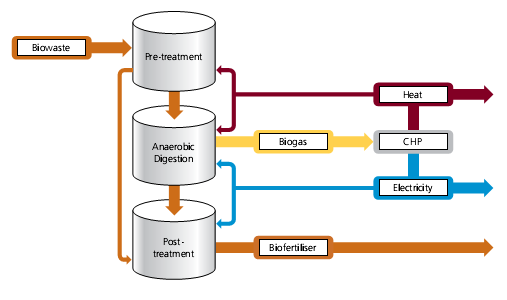 Biowaste
Pre-treatment
Heat
Anaerobic
Digestion
Biogas
CHP
Electricity
Post-
treatment
Biofertiliser